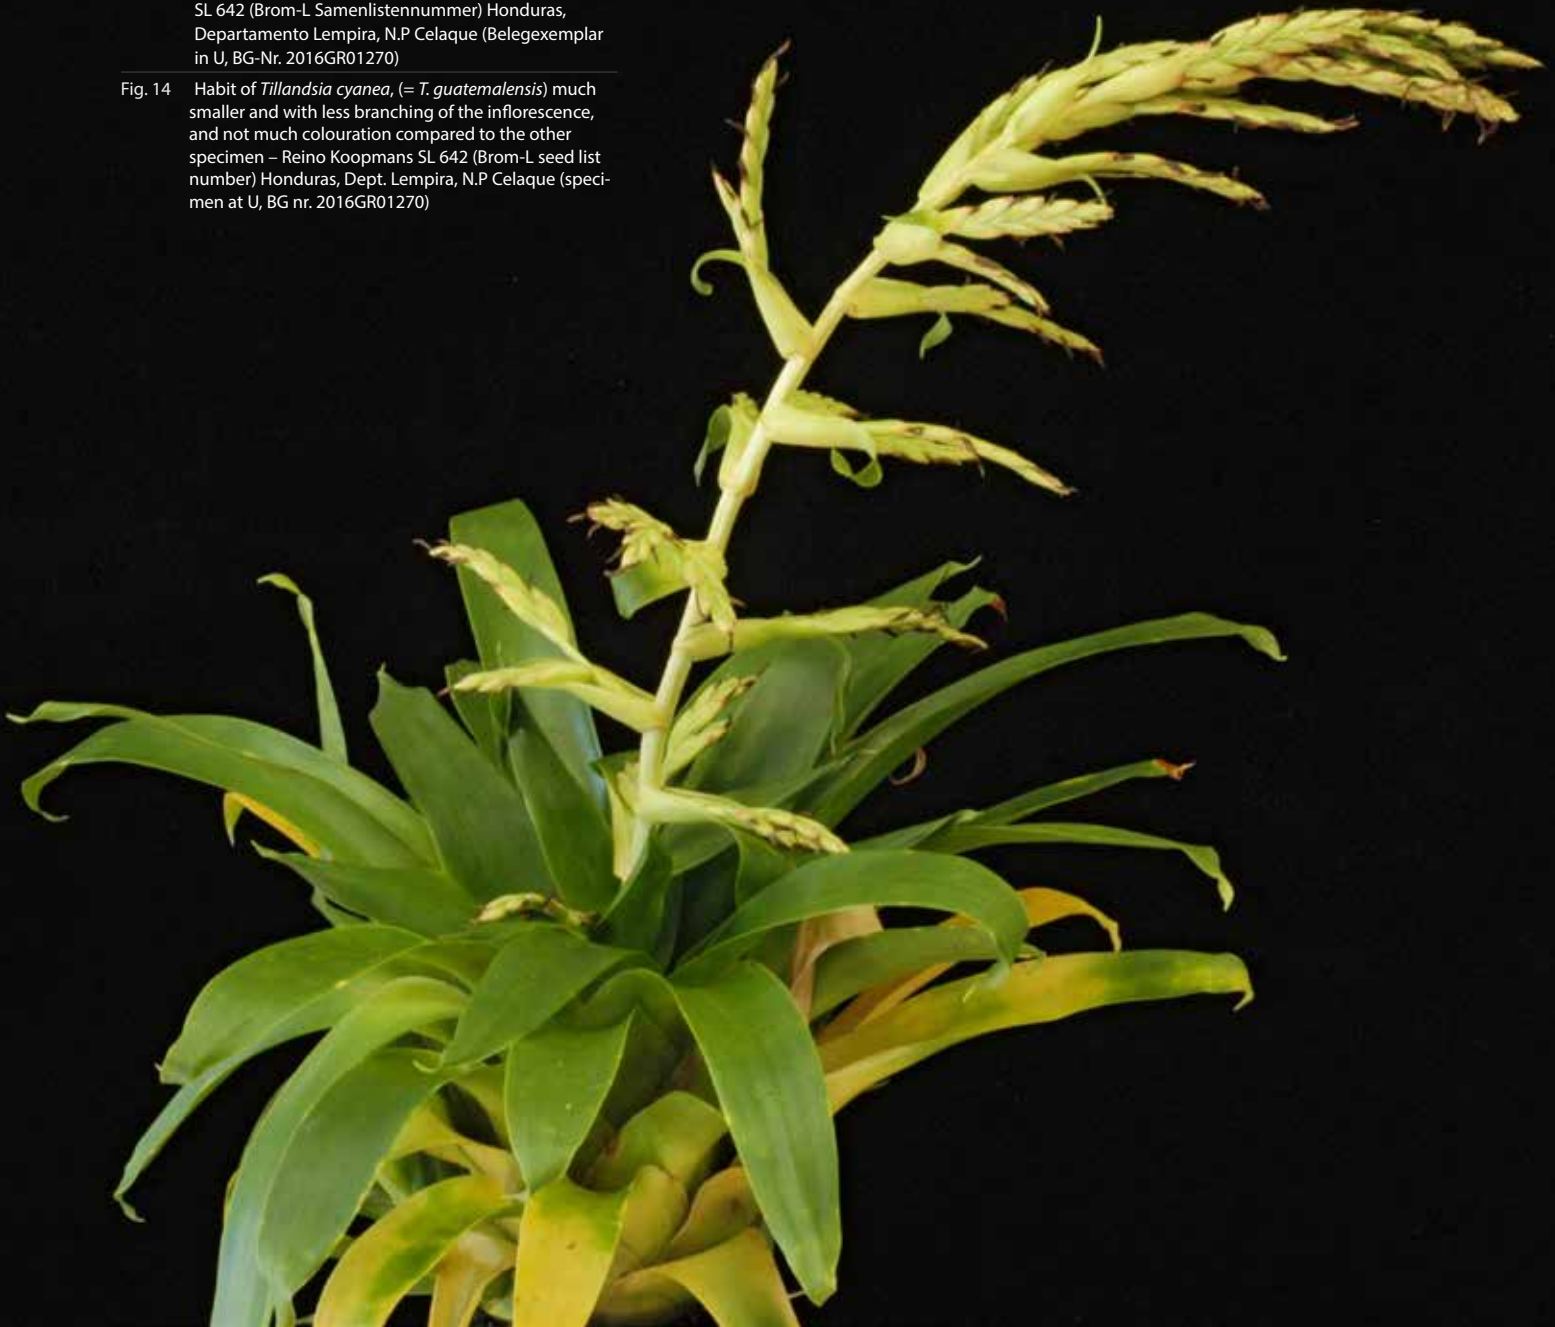 SL 642 (Brom-L Samenlistennummer) Honduras,
Departamento Lempira, N.P Celaque (Belegexemplar
in U, BG-Nr. 2016GR01270)
Fig. 14 Habit of Tillandsia cyanea, (= T. guatemalensis) much
smaller and with less branching of the inflorescence,
and not much colouration compared to the other
specimen – Reino Koopmans SL 642 (Brom-L seed list
number) Honduras, Dept. Lempira, N.P Celaque (speci-
men at U, BG nr. 2016GR01270)